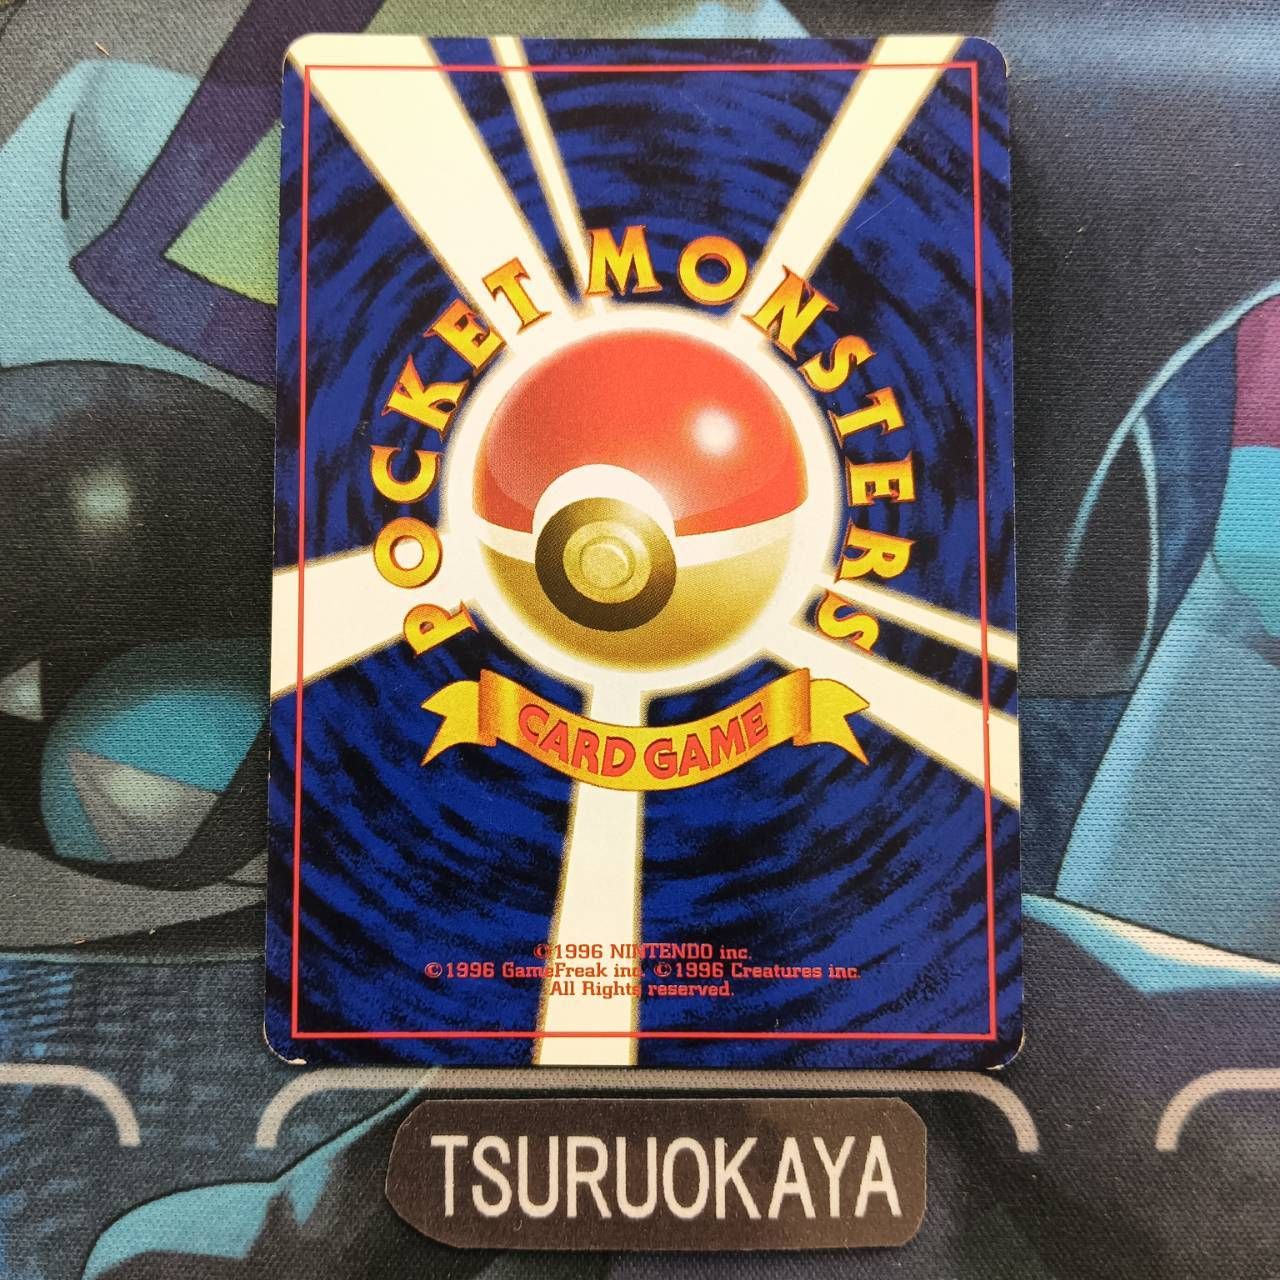 POCKET MONSTERS
CARD GAME
©1996 NINTENDO inc.
©1996 GameFreak inc. ©1996 Creatures inc.
All Rights reserved.
TSURUOKAYA